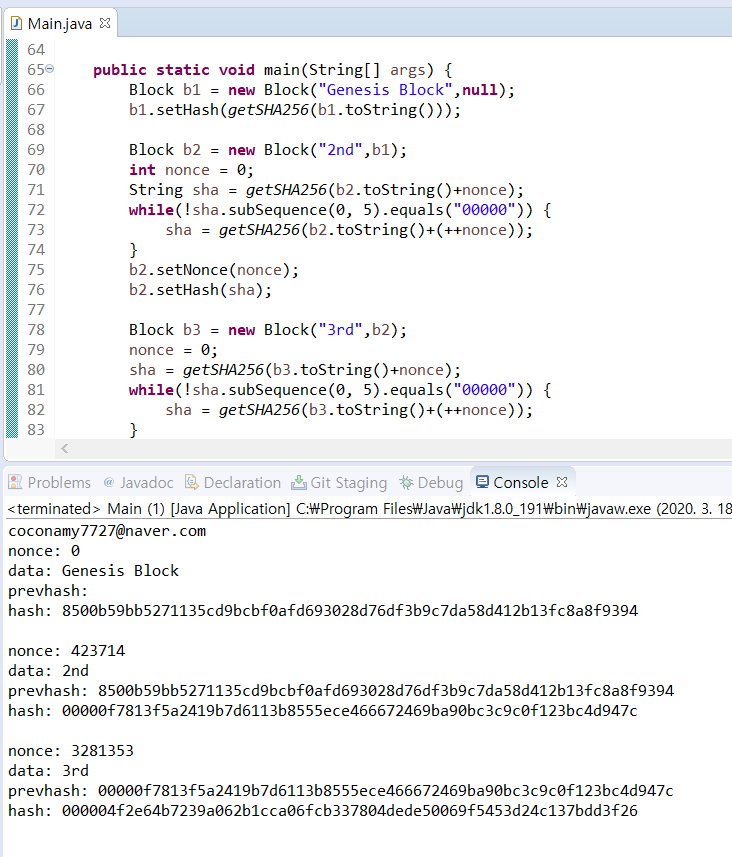 Main.java
64
65 public static void main(String[] args) {
66 Block b1 = new Block("Genesis Block",null);
67 b1.setHash(getSHA256(b1.toString()));
68
69 Block b2 = new Block("2nd",b1);
70 int nonce = 0;
71 String sha = getSHA256(b2.toString()+nonce);
72 while(!sha.subSequence(0, 5).equals("00000")) {
73 sha = getSHA256(b2.toString()+(++nonce));
74 }
75 b2.setNonce(nonce);
76 b2.setHash(sha);
77
78 Block b3 = new Block("3rd",b2);
79 nonce = 0;
80 sha = getSHA256(b3.toString()+nonce);
81 while(!sha.subSequence(0, 5).equals("00000")) {
82 sha = getSHA256(b3.toString()+(++nonce));
83 }
Problems @ Javadoc Declaration Git Staging Debug Console
<terminated> Main (1) [Java Application] C:₩Program Files₩Java₩jdk1.8.0_191₩bin₩javaw.exe (2020. 3. 18
coconamy7727@naver.com
nonce: 0
data: Genesis Block
prevhash:
hash: 8500b59bb5271135cd9bcbf0afd693028d76df3b9c7da58d412b13fc8a8f9394
nonce: 423714
data: 2nd
prevhash: 8500b59bb5271135cd9bcbf0afd693028d76df3b9c7da58d412b13fc8a8f9394
hash: 00000f7813f5a2419b7d6113b8555ece466672469ba90bc3c9c0f123bc4d947c
nonce: 3281353
data: 3rd
prevhash: 00000f7813f5a2419b7d6113b8555ece466672469ba90bc3c9c0f123bc4d947c
hash: 000004f2e64b7239a062b1cca06fcb337804dede50069f5453d24c137bdd3f26